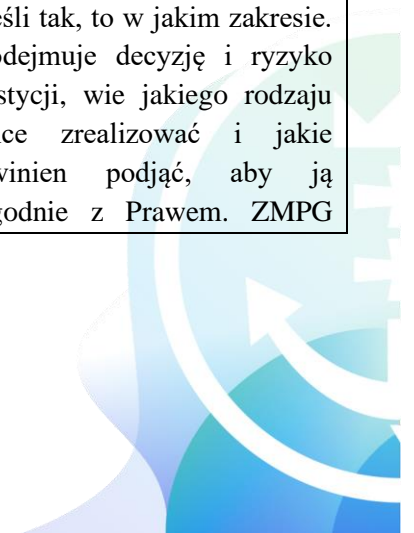 eśli tak, to w jakim zakresie.
odejmuje decyzję i ryzyko
stycji, wie jakiego rodzaju
ce zrealizować i jakie
winien podjąć, aby ją
godnie z Prawem. ZMPG